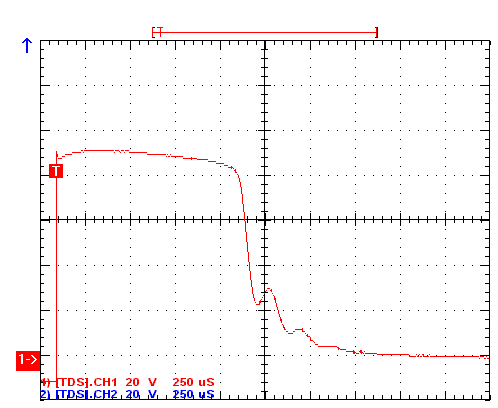 T
T
1->
1) [TDS].CH1 20 V 250 uS
2) [TDS].CH2 20 V 250 uS